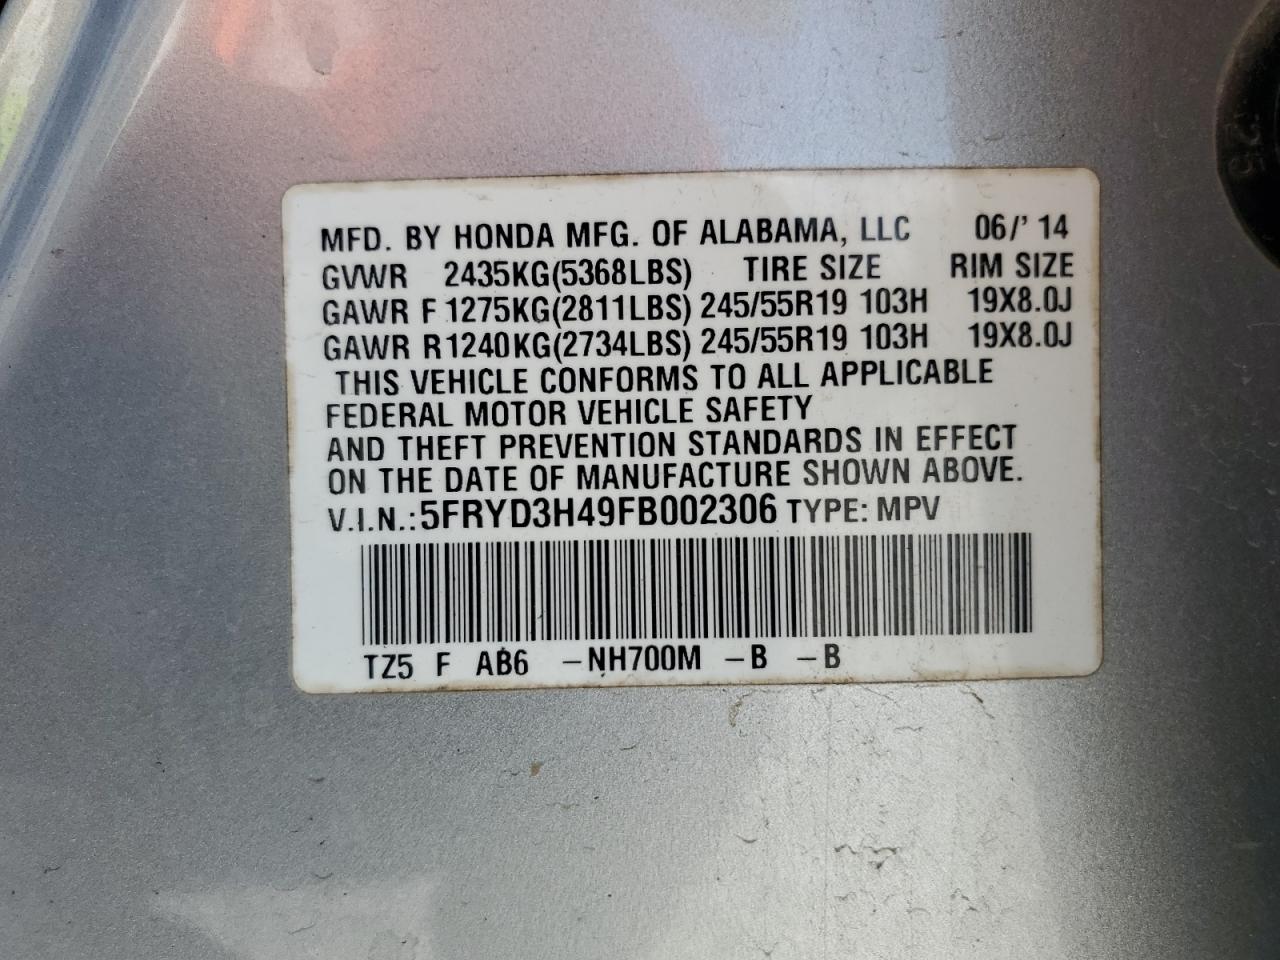 MFD. BY HONDA MFG. OF ALABAMA, LLC 06/' 14
GVWR 2435KG(5368LBS) TIRE SIZE RIM SIZE
GAWR F 1275KG(2811LBS) 245/55R19 103H 19X8.0J
GAWR R 1240KG(2734LBS) 245/55R19 103H 19X8.0J
THIS VEHICLE CONFORMS TO ALL APPLICABLE
FEDERAL MOTOR VEHICLE SAFETY
AND THEFT PREVENTION STANDARDS IN EFFECT
ON THE DATE OF MANUFACTURE SHOWN ABOVE.
V.I.N.: 5FRYD3H49FB002306 TYPE: MPV
TZ5 F AB6 -NH700M -B -B